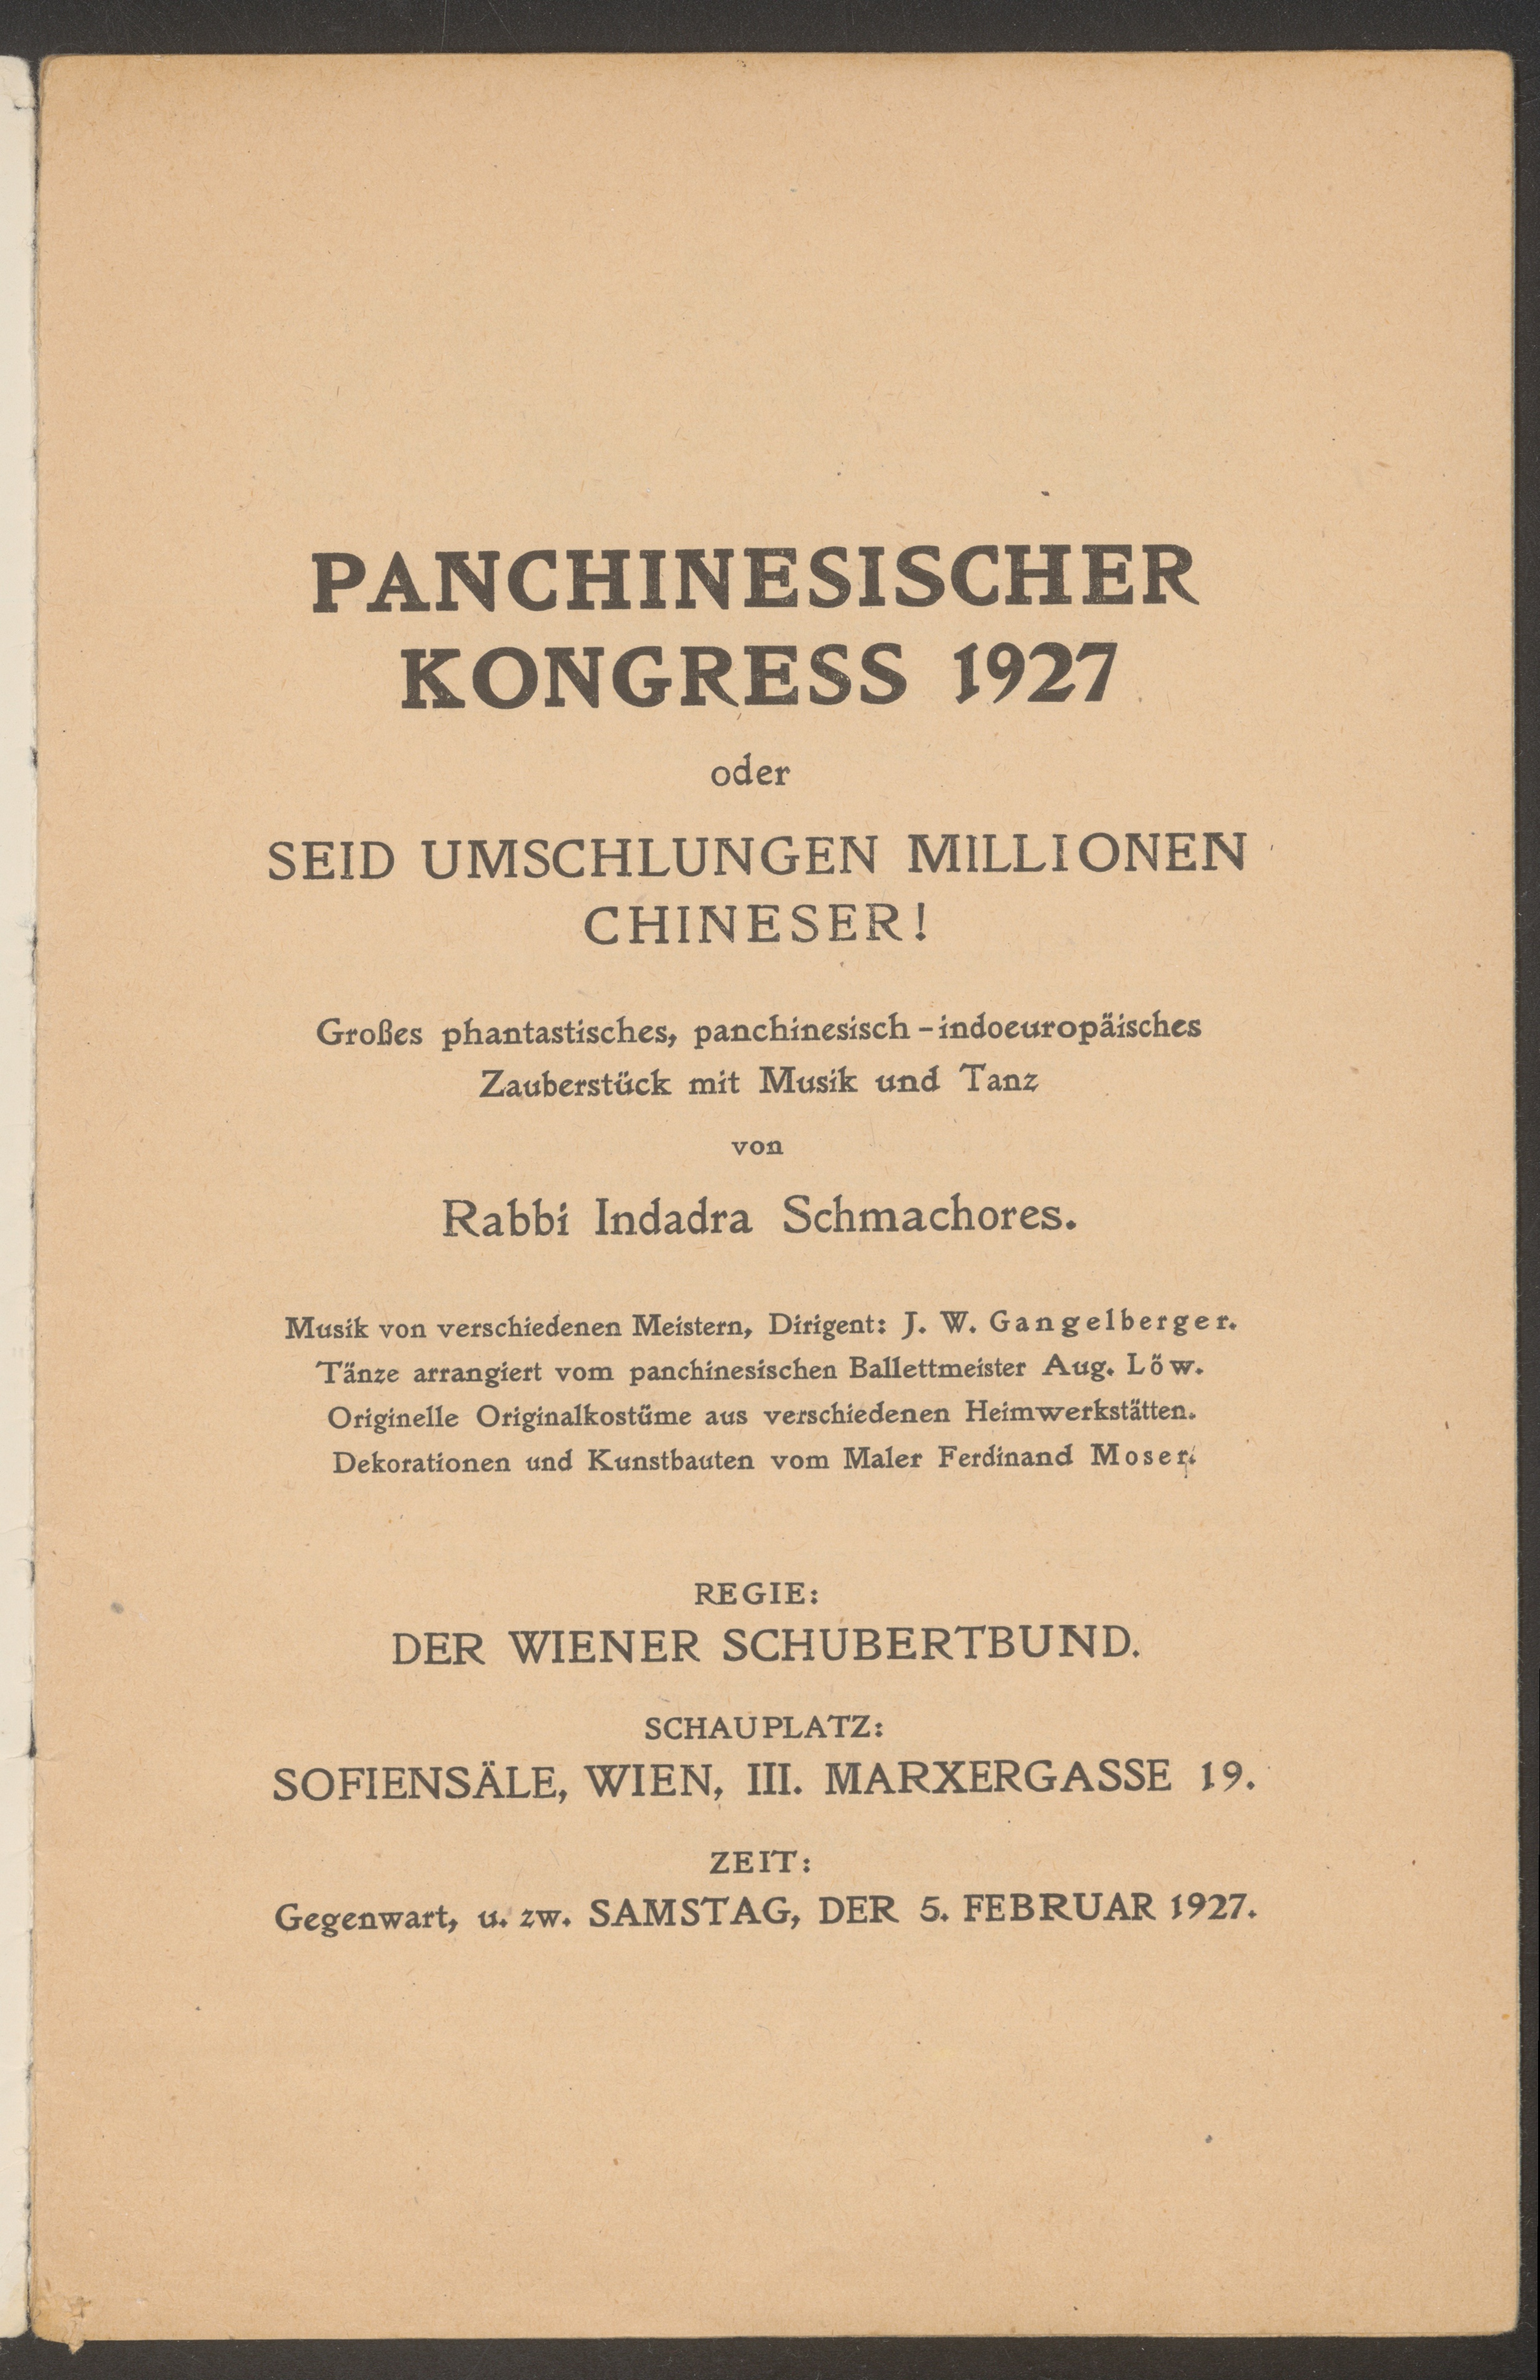 PANCHINESISCHER
KONGRESS 1927
oder
SEID UMSCHLUNGEN MILLIONEN
CHINESER!
Großes phantastisches, panchinesisch-indoeuropäisches
Zauberstück mit Musik und Tanz
von
Rabbi Indadra Schmachores.
Musik von verschiedenen Meistern, Dirigent: J. W. Gangelberger.
Tänze arrangiert vom panchinesischen Ballettmeister Aug. Löw.
Originelle Originalkostüme aus verschiedenen Heimwerkstätten.
Dekorationen und Kunstbauten vom Maler Ferdinand Moser.
REGIE:
DER WIENER SCHUBERTBUND.
SCHAUPLATZ:
SOFIENSÄLE, WIEN, III. MARXERGASSE 19.
ZEIT:
Gegenwart, u. zw. SAMSTAG, DER 5. FEBRUAR 1927.